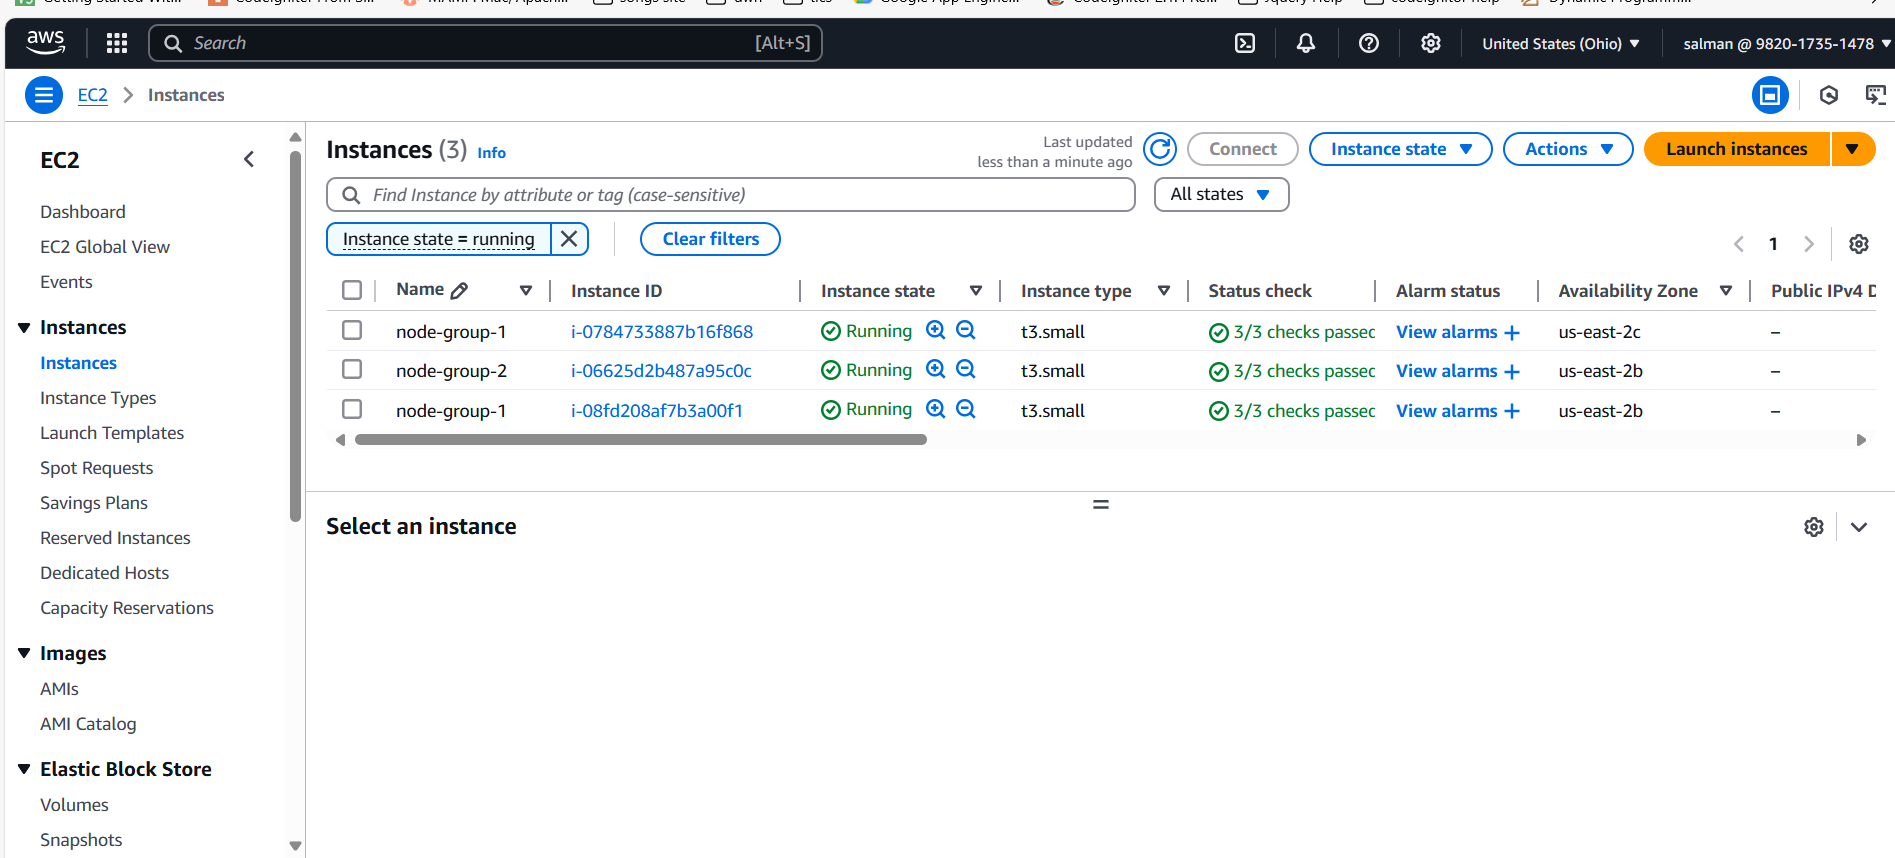 aws
Search [Alt+S]
United States (Ohio)
salman @ 9820-1735-1478
EC2
Instances
EC2
Dashboard
EC2 Global View
Events
Instances
Instances
Instance Types
Launch Templates
Spot Requests
Savings Plans
Reserved Instances
Dedicated Hosts
Capacity Reservations
Images
AMIs
AMI Catalog
Elastic Block Store
Volumes
Snapshots
Instances (3) Info
Last updated
less than a minute ago
Connect
Instance state
Actions
Launch instances
Find Instance by attribute or tag (case-sensitive)
All states
Instance state = running
Clear filters
1
Name Instance ID Instance state Instance type Status check Alarm status Availability Zone Public IPv4 D
node-group-1 i-0784733887b16f868 Running t3.small 3/3 checks passec View alarms + us-east-2c –
node-group-2 i-06625d2b487a95c0c Running t3.small 3/3 checks passec View alarms + us-east-2b –
node-group-1 i-08fd208af7b3a00f1 Running t3.small 3/3 checks passec View alarms + us-east-2b –
Select an instance